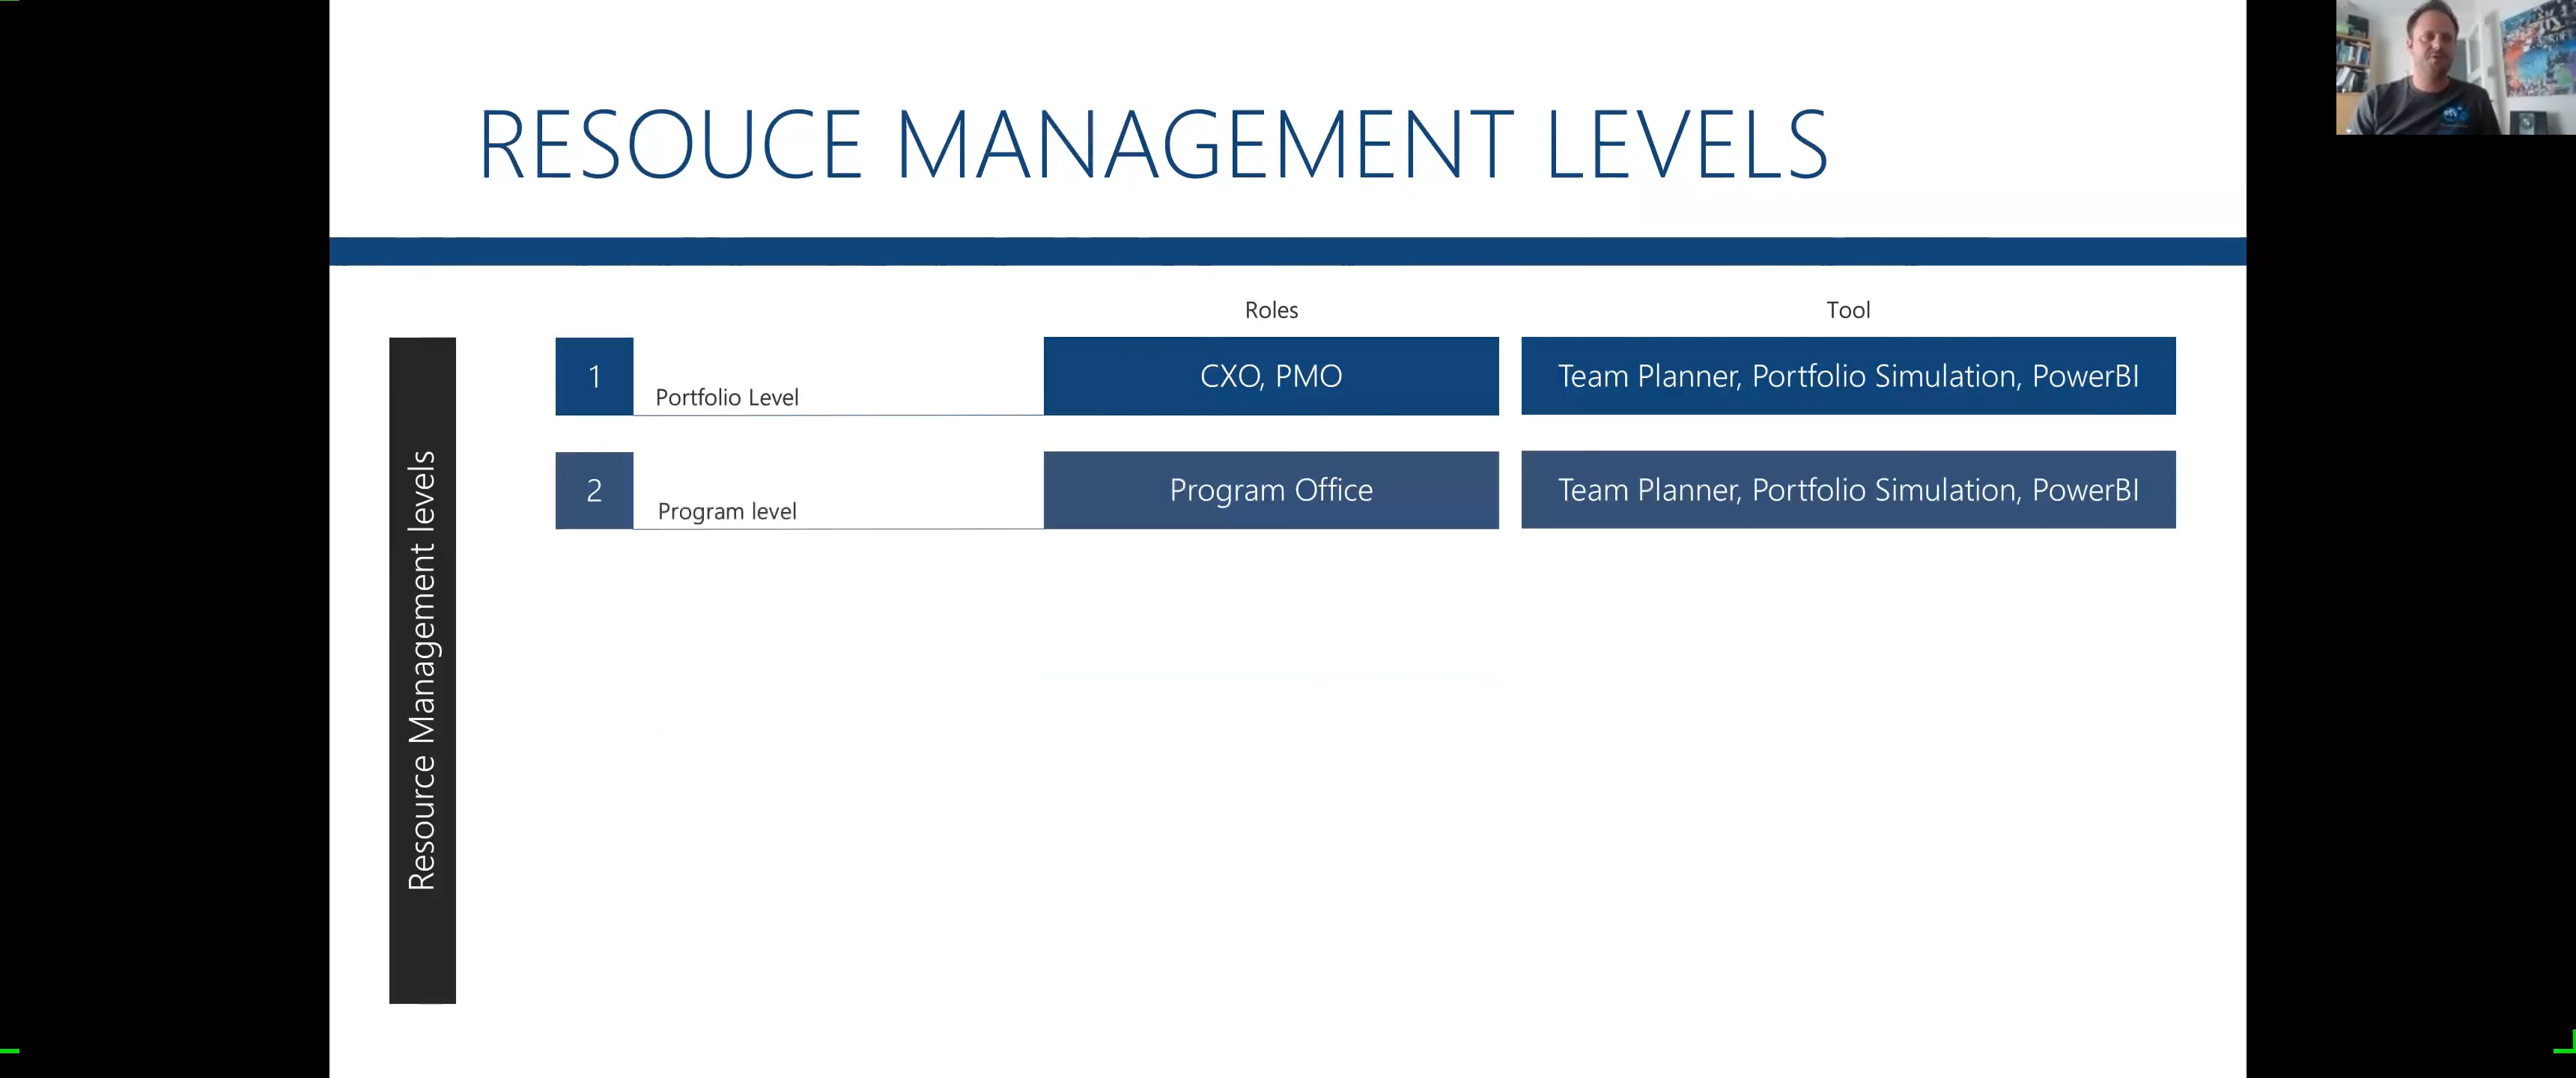 RESOUCE MANAGEMENT LEVELS
Roles
Tool
Resource Management levels
1
Portfolio Level
CXO, PMO
Team Planner, Portfolio Simulation, PowerBI
2
Program level
Program Office
Team Planner, Portfolio Simulation, PowerBI